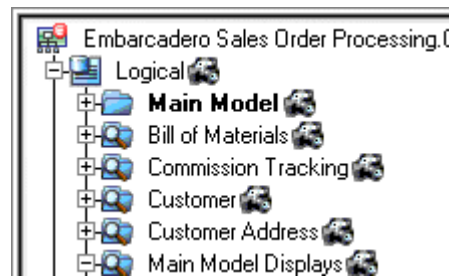 Embarcadero Sales Order Processing.
Logical
Main Model
Bill of Materials
Commission Tracking
Customer
Customer Address
Main Model Displays